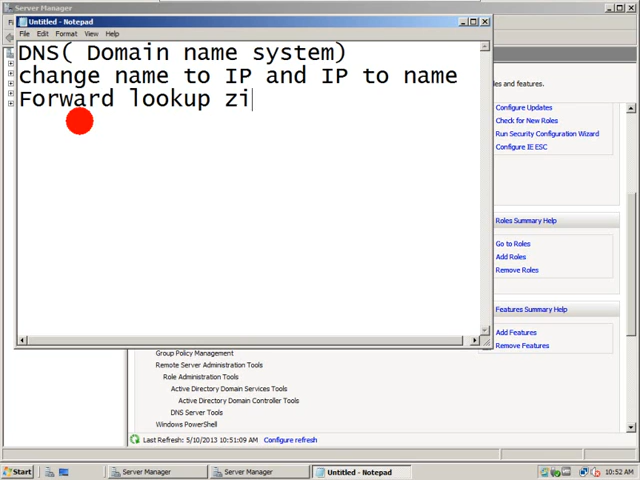 Server Manager
Untitled - Notepad
File Edit Format View Help
DNS( Domain name system)
change name to IP and IP to name
Forward lookup zi
es and features.
Configure Updates
Check for New Roles
Run Security Configuration Wizard
Configure IE ESC
Roles Summary Help
Go to Roles
Add Roles
Remove Roles
Features Summary Help
Add Features
Remove Features
Group Policy Management
Remote Server Administration Tools
Role Administration Tools
Active Directory Domain Services Tools
Active Directory Domain Controller Tools
DNS Server Tools
Windows PowerShell
Last Refresh: 5/10/2013 10:51:09 AM Configure refresh
Start Server Manager Server Manager Untitled - Notepad 10:52 AM